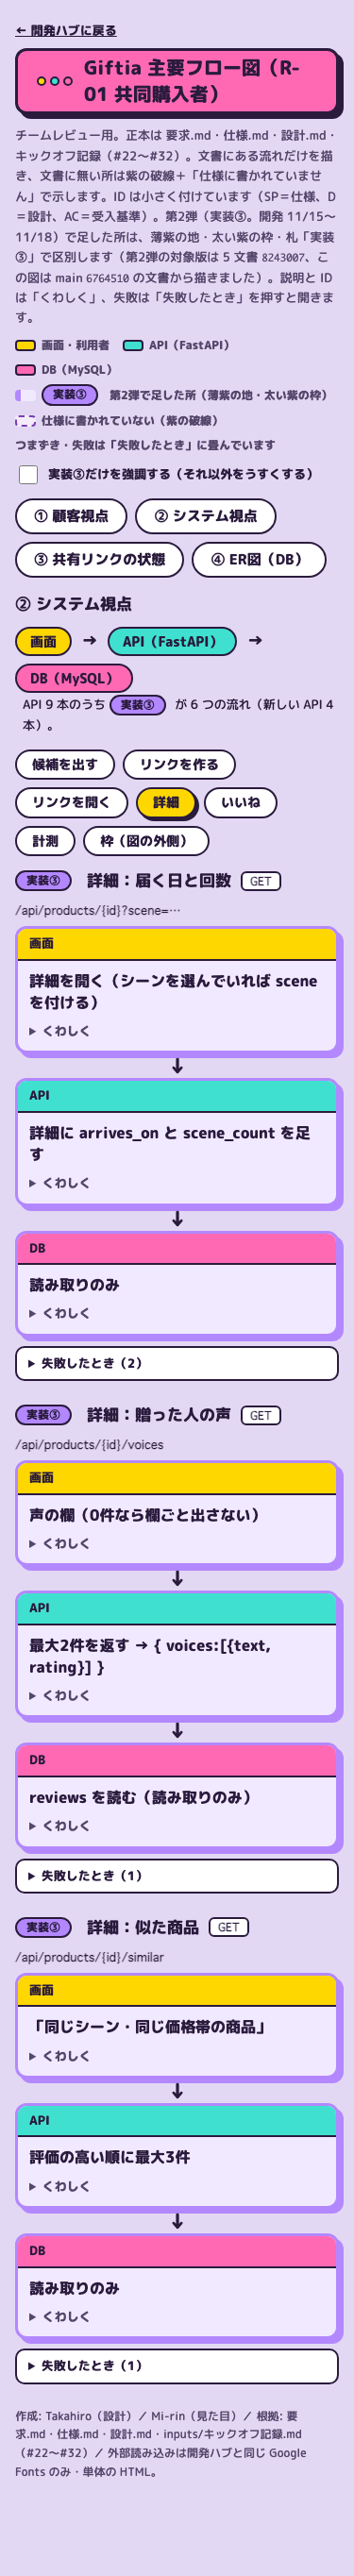 ← 開発ハブに戻る
Giftia 主要フロー図（R-
01 共同購入者）
チームレビュー用。正本は 要求.md・仕様.md・設計.md・
キックオフ記録（#22〜#32）。文書にある流れだけを描
き、文書に無い所は紫の破線＋「仕様に書かれていませ
ん」で示します。ID は小さく付けています（SP＝仕様、D
＝設計、AC＝受入基準）。第2弾（実装③。開発 11/15〜
11/18）で足した所は、薄紫の地・太い紫の枠・札「実装
③」で区別します（第2弾の対象版は 5 文書 8243007、こ
の図は main 6764510 の文書から描きました）。説明と ID
は「くわしく」、失敗は「失敗したとき」を押すと開きま
す。
画面・利用者 API（FastAPI）
DB（MySQL）
実装③ 第2弾で足した所（薄紫の地・太い紫の枠）
仕様に書かれていない（紫の破線）
つまずき・失敗は「失敗したとき」に畳んでいます
実装③だけを強調する（それ以外をうすくする）
① 顧客視点 ② システム視点
③ 共有リンクの状態 ④ ER図（DB）
② システム視点
画面 → API（FastAPI） →
DB（MySQL）
API 9 本のうち 実装③ が 6 つの流れ（新しい API 4
本）。
候補を出す リンクを作る
リンクを開く 詳細 いいね
計測 枠（図の外側）
実装③ 詳細：届く日と回数 GET
/api/products/{id}?scene=…
画面
詳細を開く（シーンを選んでいれば scene
を付ける）
▶ くわしく
↓
API
詳細に arrives_on と scene_count を足
す
▶ くわしく
↓
DB
読み取りのみ
▶ くわしく
▶ 失敗したとき（2）
実装③ 詳細：贈った人の声 GET
/api/products/{id}/voices
画面
声の欄（0件なら欄ごと出さない）
▶ くわしく
↓
API
最大2件を返す → { voices:[{text,
rating}] }
▶ くわしく
↓
DB
reviews を読む（読み取りのみ）
▶ くわしく
▶ 失敗したとき（1）
実装③ 詳細：似た商品 GET
/api/products/{id}/similar
画面
「同じシーン・同じ価格帯の商品」
▶ くわしく
↓
API
評価の高い順に最大3件
▶ くわしく
↓
DB
読み取りのみ
▶ くわしく
▶ 失敗したとき（1）
作成: Takahiro（設計）／ Mi-rin（見た目）／ 根拠: 要
求.md・仕様.md・設計.md・inputs/キックオフ記録.md
（#22〜#32）／ 外部読み込みは開発ハブと同じ Google
Fonts のみ・単体の HTML。